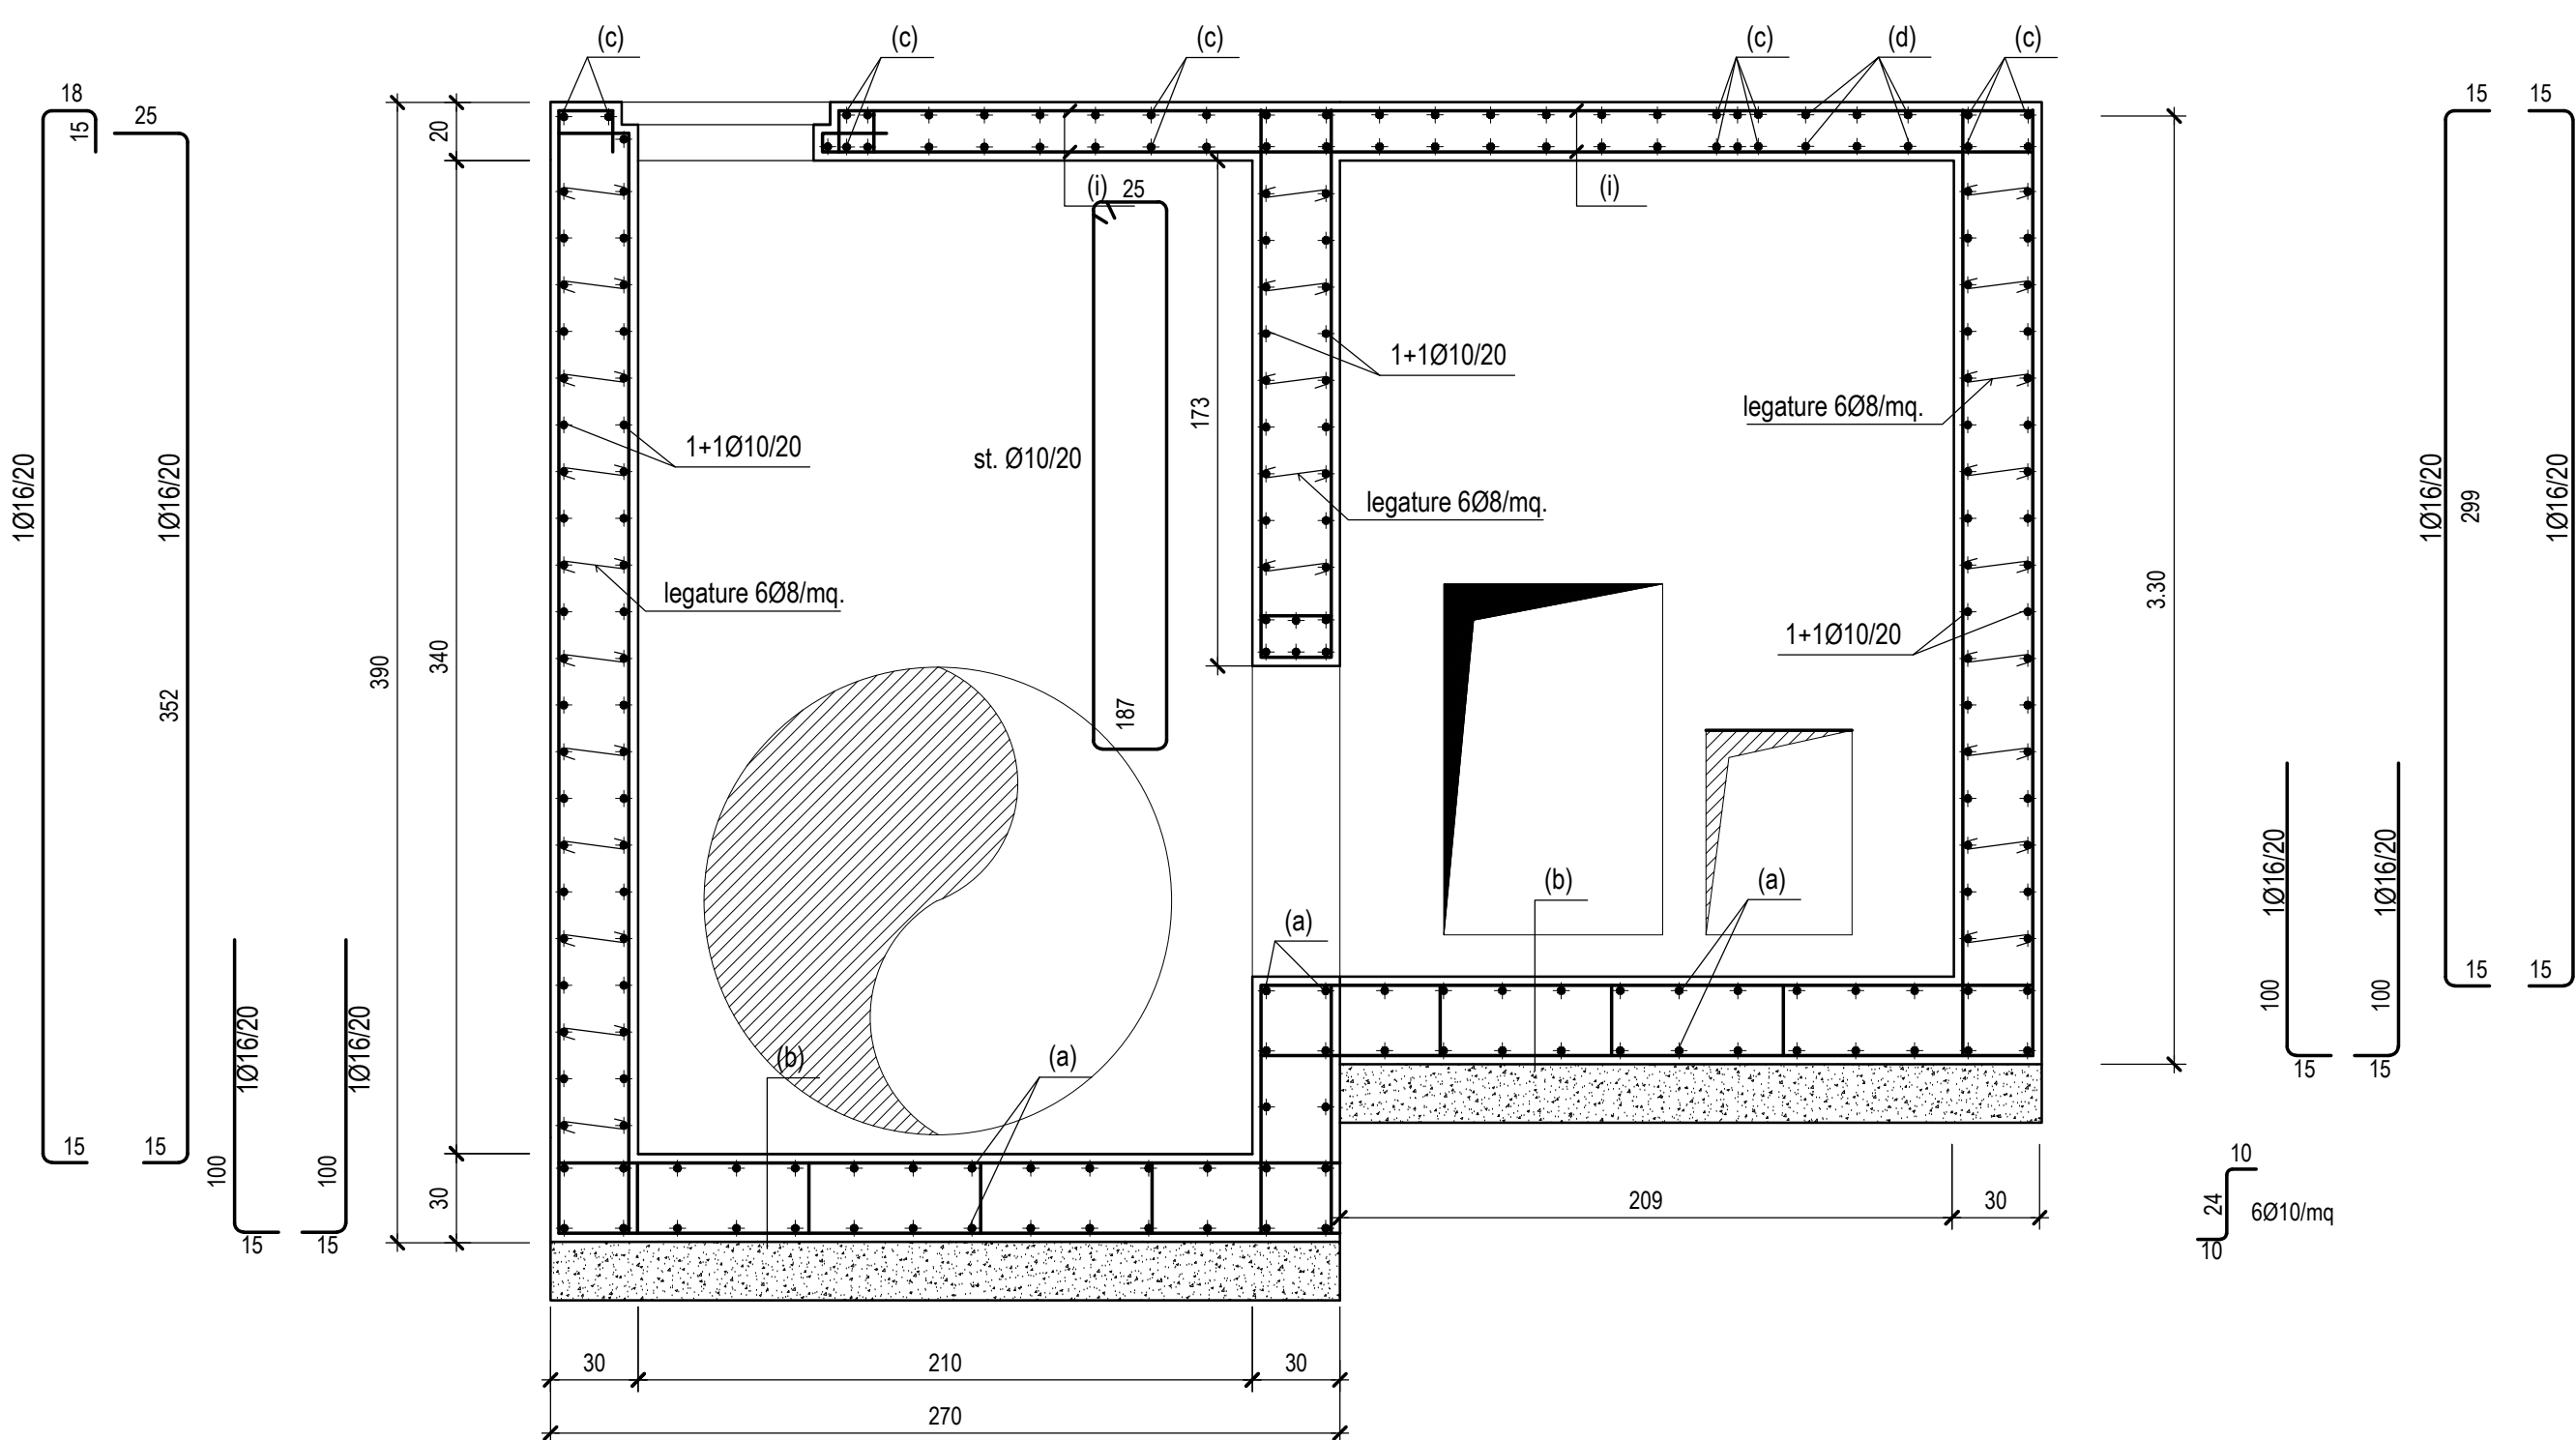 (c)
(c)
(c)
(c)
(d)
(c)
18
15
25
20
15
15
(i)
25
(i)
1+1Ø10/20
173
legature 6Ø8/mq.
1+1Ø10/20
st. Ø10/20
1Ø16/20
1Ø16/20
legature 6Ø8/mq.
1Ø16/20
299
1Ø16/20
legature 6Ø8/mq.
3.30
1+1Ø10/20
390
340
352
187
(b)
(a)
(a)
1Ø16/20
1Ø16/20
100
100
15
15
15
15
(b)
(a)
1Ø16/20
1Ø16/20
15
15
100
100
15
15
30
209
30
10
24
6Ø10/mq
10
30
210
30
270